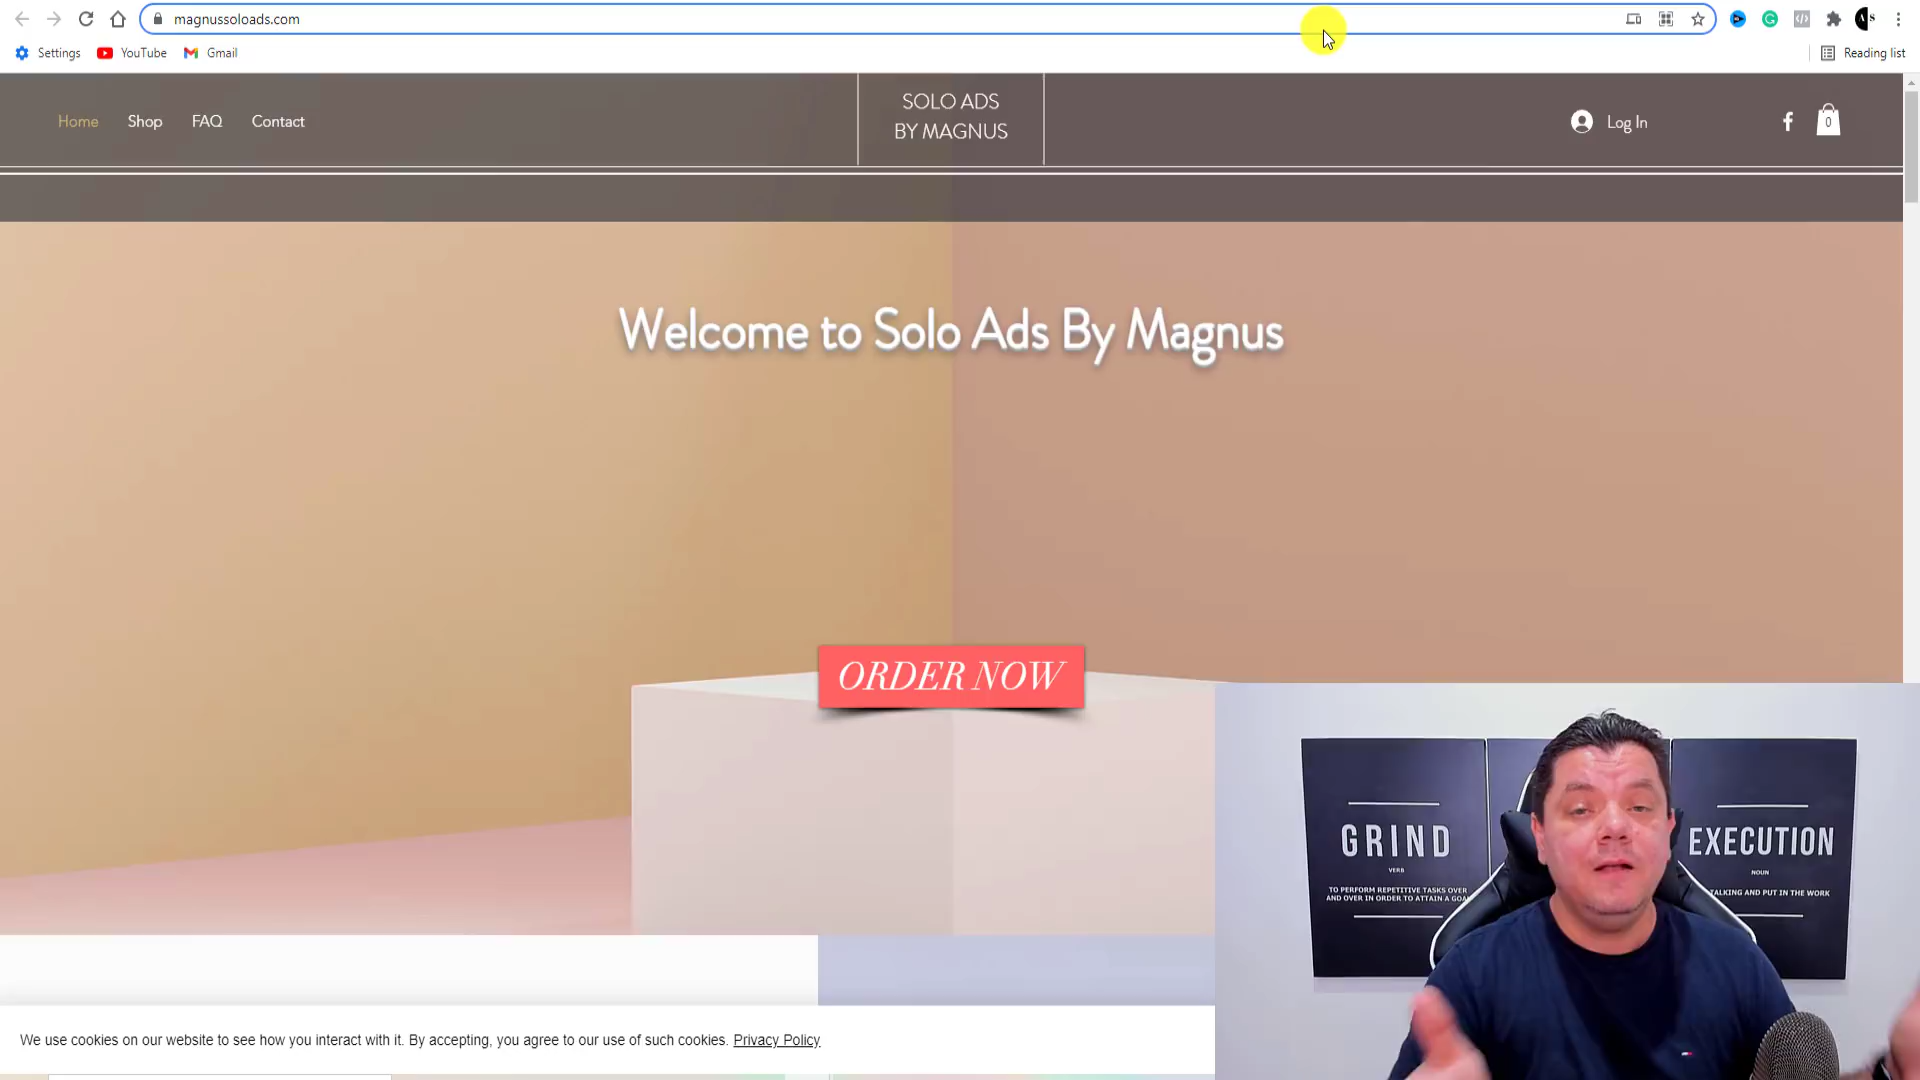 magnussoloads.com
Settings YouTube Gmail
Reading list
Home Shop FAQ Contact
SOLO ADS
BY MAGNUS
Log In
0
Welcome to Solo Ads By Magnus
ORDER NOW
GRIND
VERB
TO PERFORM REPETITIVE TASKS OVER
AND OVER IN ORDER TO ATTAIN A GOAL
EXECUTION
NOUN
TALKING AND PUT IN THE WORK
We use cookies on our website to see how you interact with it. By accepting, you agree to our use of such cookies. Privacy Policy